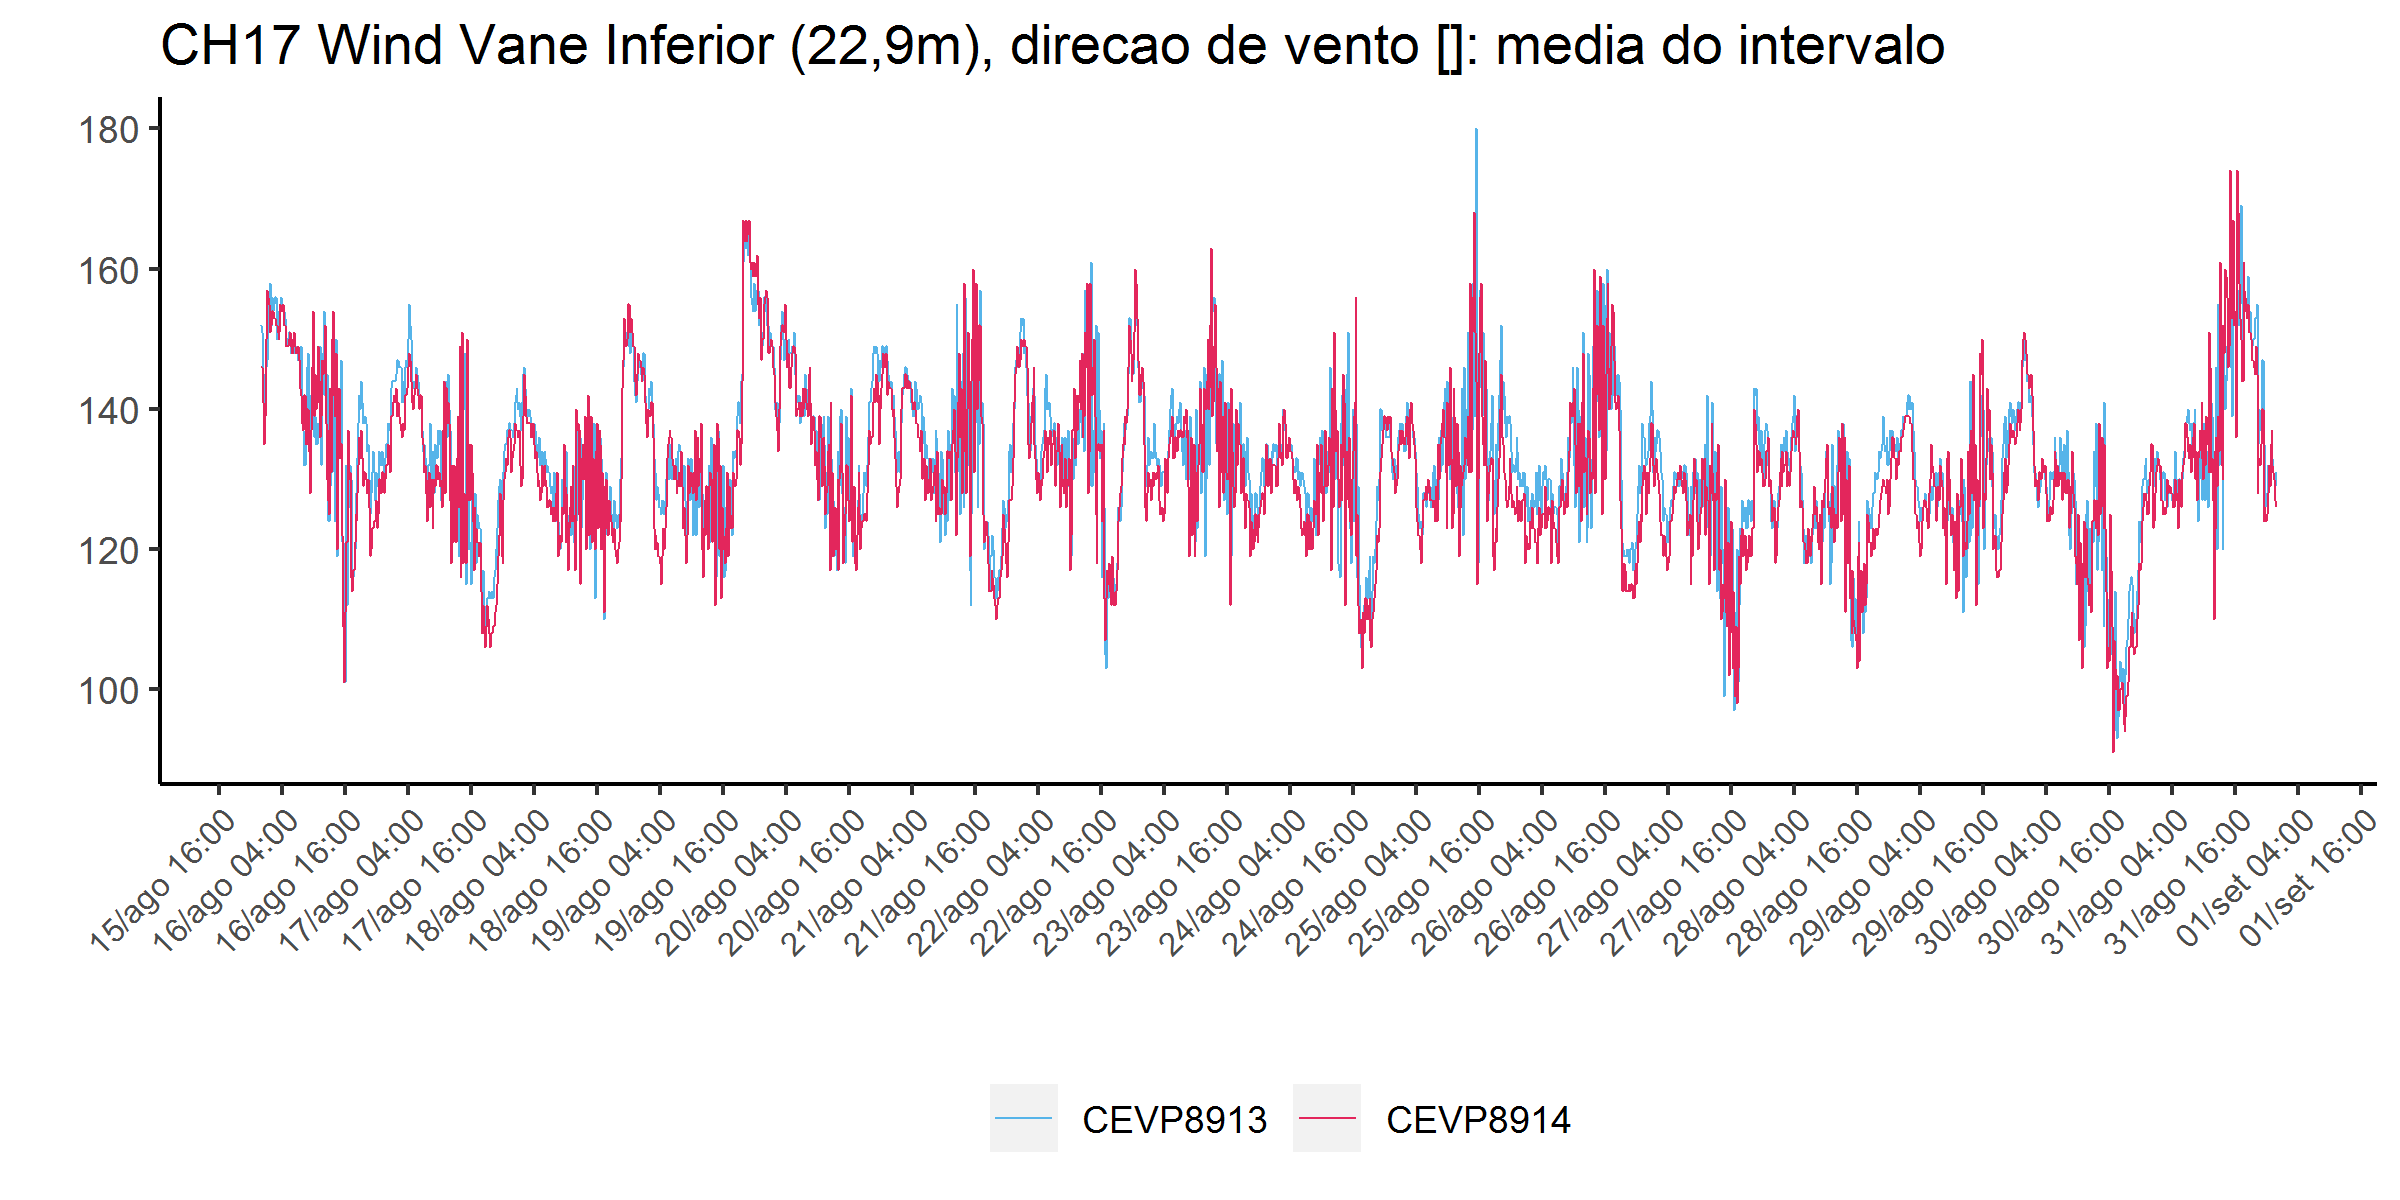 CH17 Wind Vane Inferior (22,9m), direcao de vento []: media do intervalo
180
160
140
120
100
15/ago 16:00
16/ago 04:00
16/ago 16:00
17/ago 04:00
17/ago 16:00
18/ago 04:00
18/ago 16:00
19/ago 04:00
19/ago 16:00
20/ago 04:00
20/ago 16:00
21/ago 04:00
21/ago 16:00
22/ago 04:00
22/ago 16:00
23/ago 04:00
23/ago 16:00
24/ago 04:00
24/ago 16:00
25/ago 04:00
25/ago 16:00
26/ago 04:00
26/ago 16:00
27/ago 04:00
27/ago 16:00
28/ago 04:00
28/ago 16:00
29/ago 04:00
29/ago 16:00
30/ago 04:00
30/ago 16:00
31/ago 04:00
31/ago 16:00
01/set 04:00
01/set 16:00
CEVP8913
CEVP8914